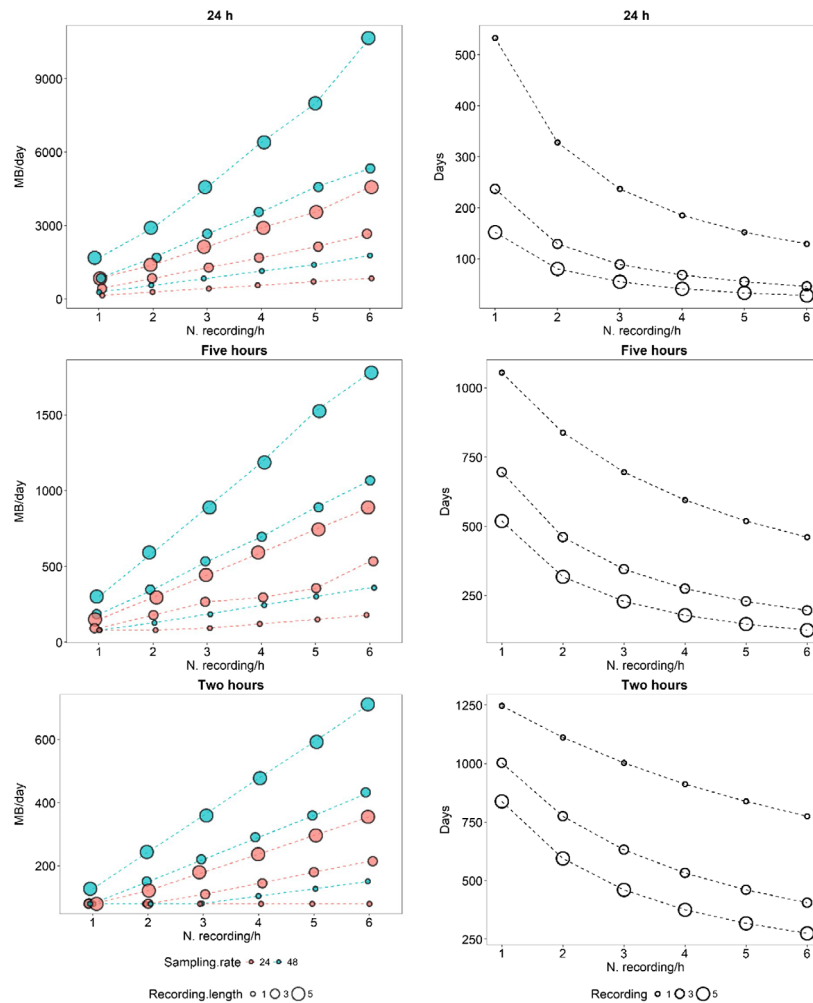 24 h
24 h
MB/day
9000
6000
3000
0
1 2 3 4 5 6
N. recording/h
Days
500
400
300
200
100
1 2 3 4 5 6
N. recording/h
Five hours
Five hours
MB/day
1500
1000
500
0
1 2 3 4 5 6
N. recording/h
Days
1000
750
500
250
1 2 3 4 5 6
N. recording/h
Two hours
Two hours
MB/day
600
400
200
1 2 3 4 5 6
N. recording/h
Days
1250
1000
750
500
250
1 2 3 4 5 6
N. recording/h
Sampling.rate 24 48
Recording.length 1 3 5
Recording 1 3 5